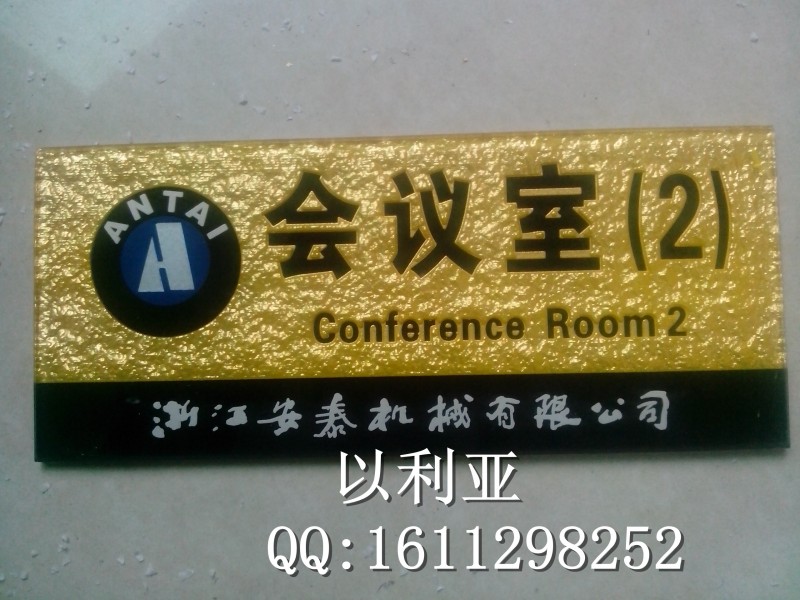 ANTAI
A
会议室(2)
Conference Room 2
浙江安泰机械有限公司
以利亚
QQ:1611298252